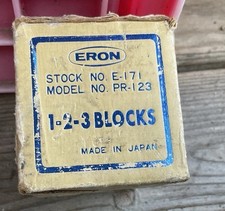 ERON
STOCK NO. E-171
MODEL NO. PR-123
1-2-3 BLOCKS
MADE IN JAPAN